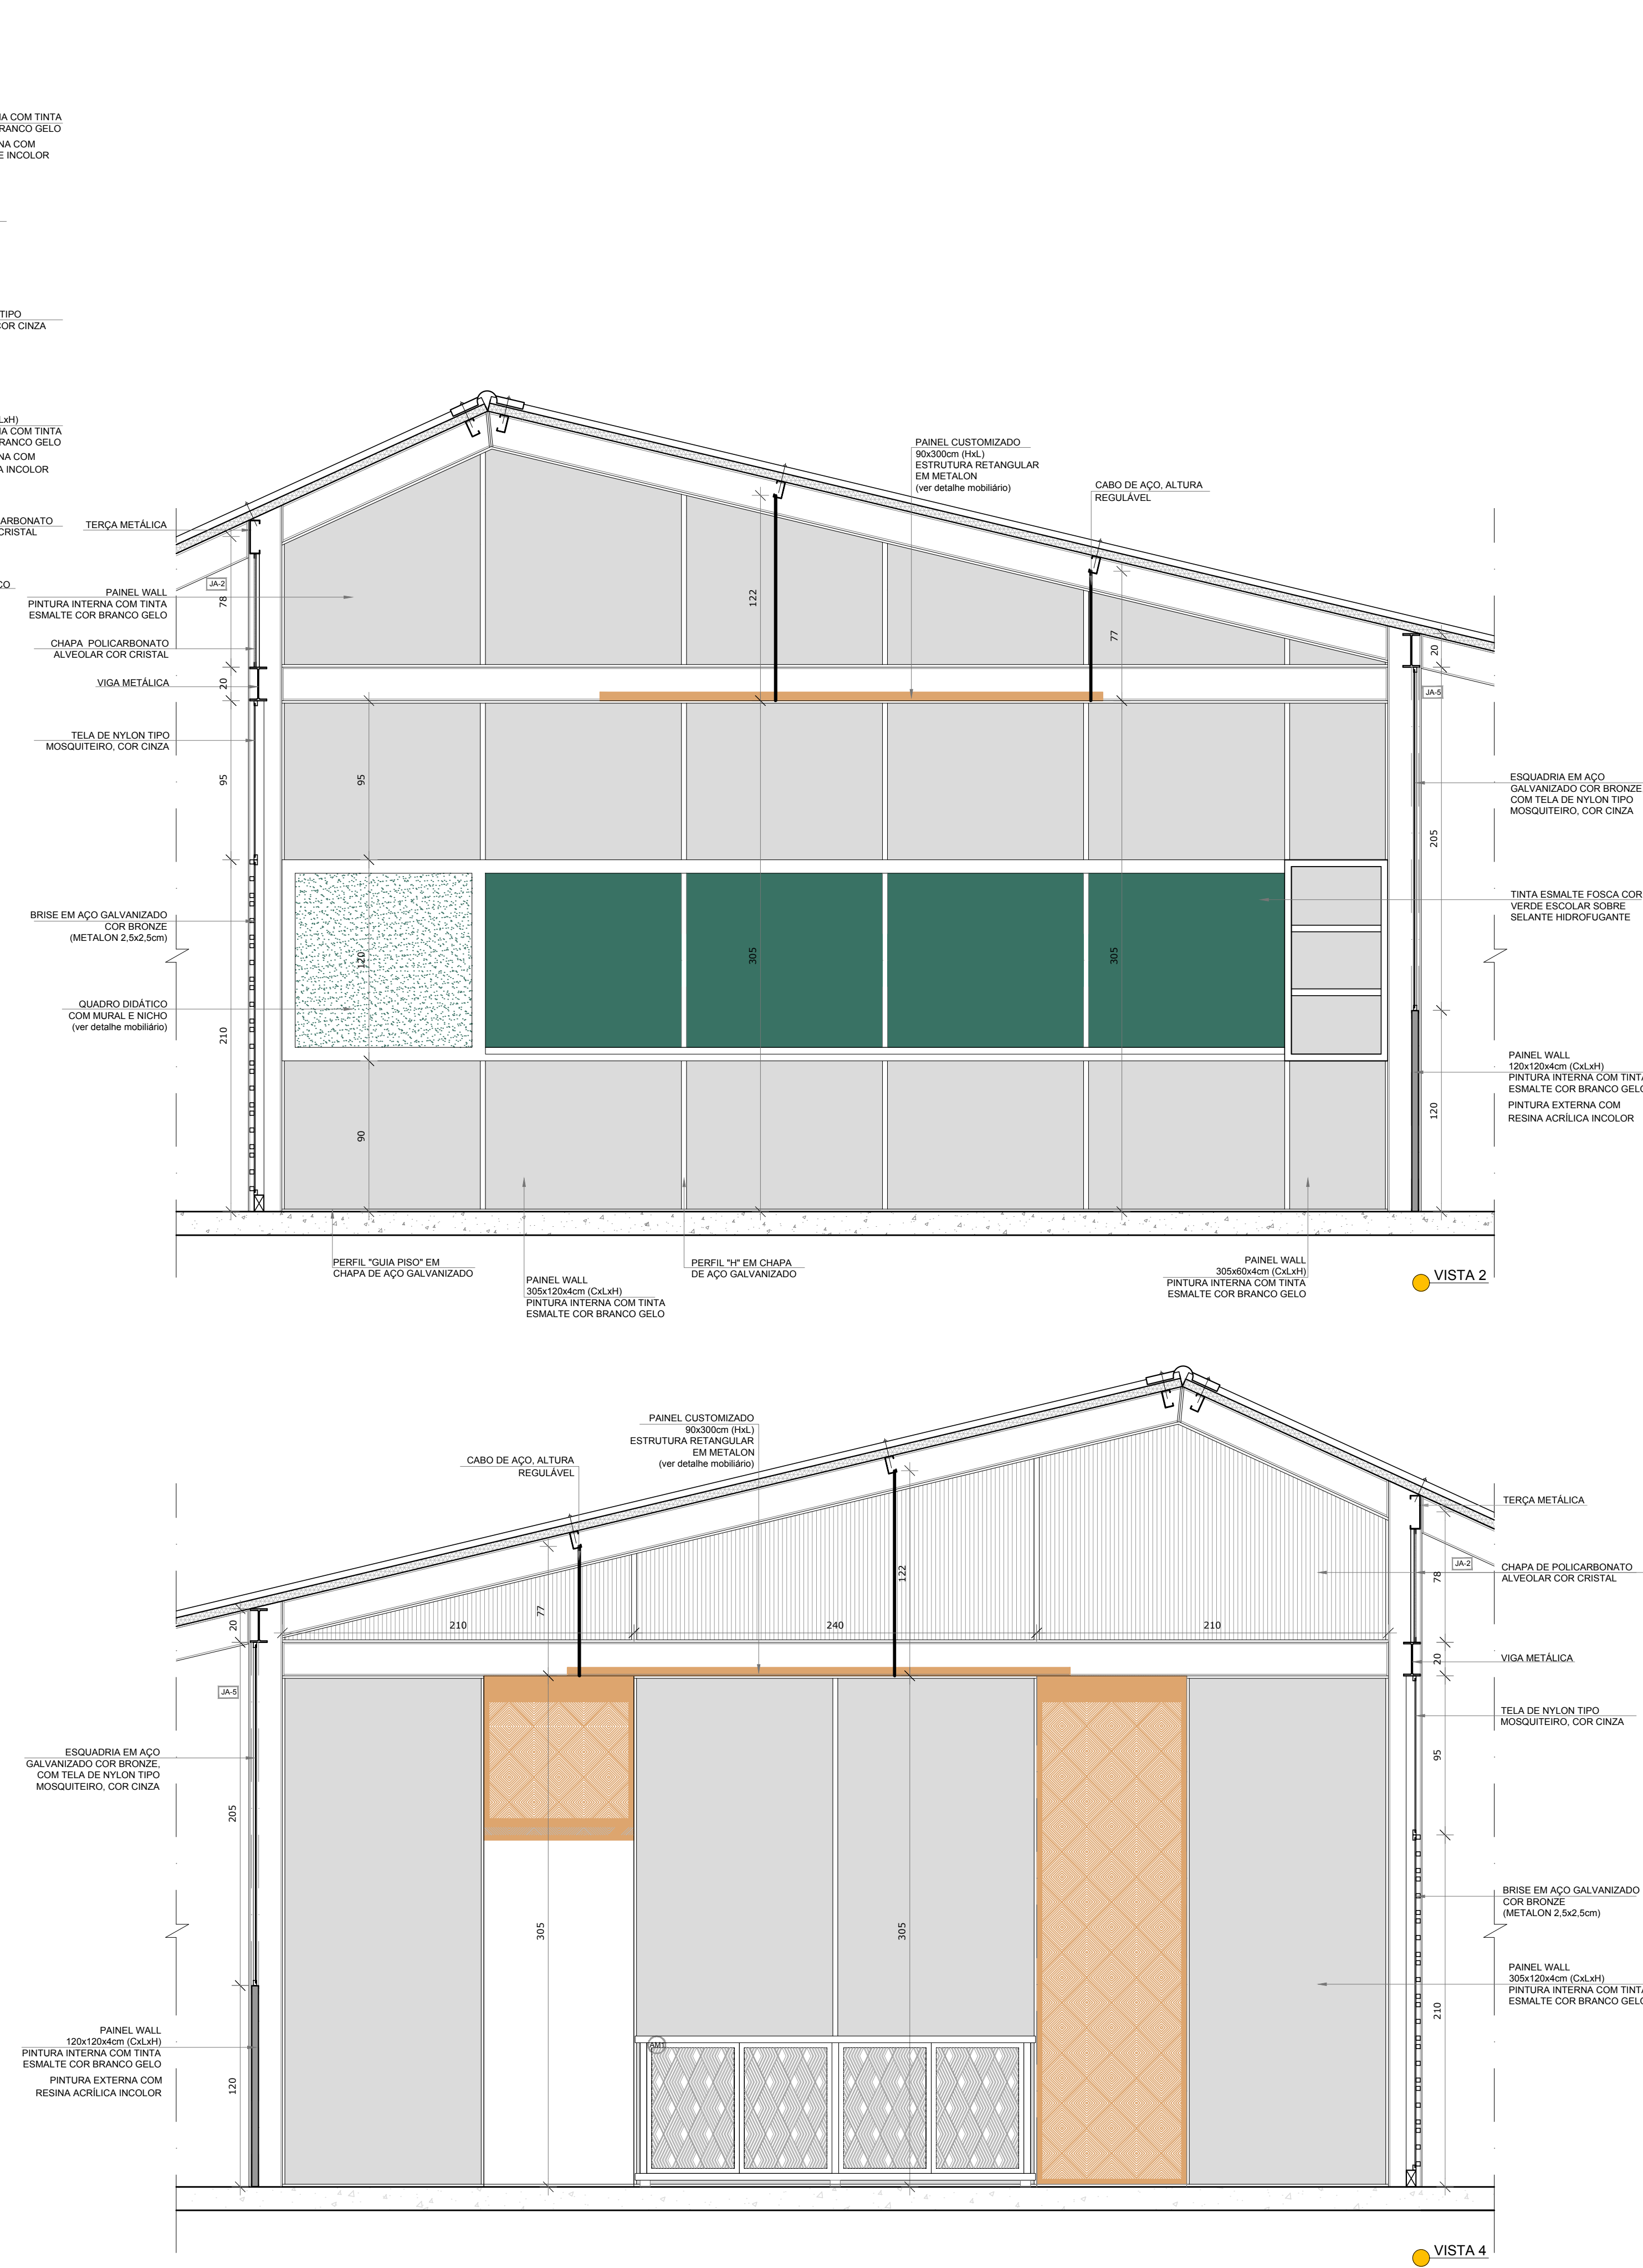 A COM TINTA
RANCO GELO
NA COM
E INCOLOR
TIPO
COR CINZA
LxH)
A COM TINTA
RANCO GELO
NA COM
A INCOLOR
ARBONATO
CRISTAL
ÇO
TERÇA METÁLICA
JA-2
PAINEL WALL
PINTURA INTERNA COM TINTA
ESMALTE COR BRANCO GELO
CHAPA POLICARBONATO
ALVEOLAR COR CRISTAL
VIGA METÁLICA
TELA DE NYLON TIPO
MOSQUITEIRO, COR CINZA
BRISE EM AÇO GALVANIZADO
COR BRONZE
(METALON 2,5x2,5cm)
QUADRO DIDÁTICO
COM MURAL E NICHO
(ver detalhe mobiliário)
78
20
95
210
95
120
90
122
305
77
305
PAINEL CUSTOMIZADO
90x300cm (HxL)
ESTRUTURA RETANGULAR
EM METALON
(ver detalhe mobiliário)
CABO DE AÇO, ALTURA
REGULÁVEL
20
JA-5
205
120
ESQUADRIA EM AÇO
GALVANIZADO COR BRONZE
COM TELA DE NYLON TIPO
MOSQUITEIRO, COR CINZA
TINTA ESMALTE FOSCA COR
VERDE ESCOLAR SOBRE
SELANTE HIDROFUGANTE
PAINEL WALL
120x120x4cm (CxLxH)
PINTURA INTERNA COM TINTA
ESMALTE COR BRANCO GELO
PINTURA EXTERNA COM
RESINA ACRÍLICA INCOLOR
PERFIL "GUIA PISO" EM
CHAPA DE AÇO GALVANIZADO
PAINEL WALL
305x120x4cm (CxLxH)
PINTURA INTERNA COM TINTA
ESMALTE COR BRANCO GELO
PERFIL "H" EM CHAPA
DE AÇO GALVANIZADO
PAINEL WALL
305x60x4cm (CxLxH)
PINTURA INTERNA COM TINTA
ESMALTE COR BRANCO GELO
VISTA 2
PAINEL CUSTOMIZADO
90x300cm (HxL)
ESTRUTURA RETANGULAR
EM METALON
(ver detalhe mobiliário)
CABO DE AÇO, ALTURA
REGULÁVEL
20
JA-5
205
120
ESQUADRIA EM AÇO
GALVANIZADO COR BRONZE,
COM TELA DE NYLON TIPO
MOSQUITEIRO, COR CINZA
PAINEL WALL
120x120x4cm (CxLxH)
PINTURA INTERNA COM TINTA
ESMALTE COR BRANCO GELO
PINTURA EXTERNA COM
RESINA ACRÍLICA INCOLOR
77
122
210
240
210
305
305
AM1
TERÇA METÁLICA
JA-2
78
20
95
210
CHAPA DE POLICARBONATO
ALVEOLAR COR CRISTAL
VIGA METÁLICA
TELA DE NYLON TIPO
MOSQUITEIRO, COR CINZA
BRISE EM AÇO GALVANIZADO
COR BRONZE
(METALON 2,5x2,5cm)
PAINEL WALL
305x120x4cm (CxLxH)
PINTURA INTERNA COM TINTA
ESMALTE COR BRANCO GELO
VISTA 4